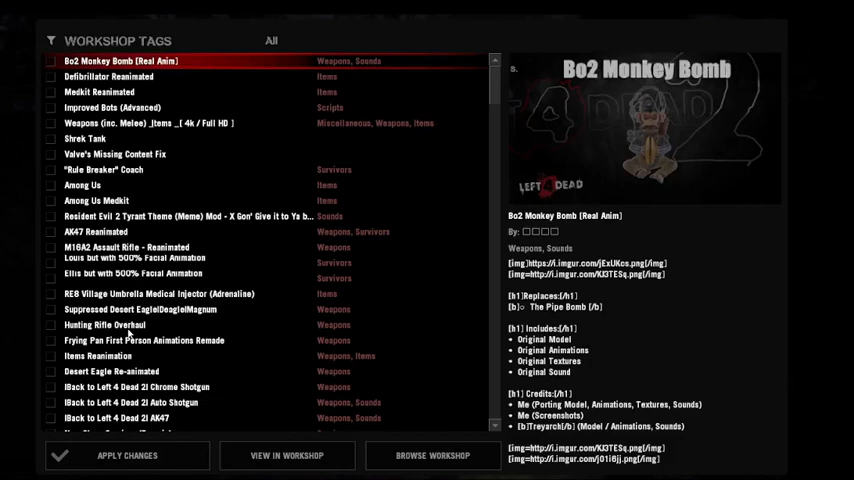 WORKSHOP TAGS All
Bo2 Monkey Bomb [Real Anim] Weapons, Sounds
Defibrillator Reanimated Items
Medkit Reanimated Items
Improved Bots (Advanced) Scripts
Weapons (inc. Melee) _Items _[ 4k / Full HD ] Miscellaneous, Weapons, Items
Shrek Tank
Valve's Missing Content Fix
"Rule Breaker" Coach Survivors
Among Us Items
Among Us Medkit Items
Resident Evil 2 Tyrant Theme (Meme) Mod - X Gon' Give it to Ya b... Sounds
AK47 Reanimated Weapons, Survivors
M16A2 Assault Rifle - Reanimated Weapons
Louis but with 500% Facial Animation Survivors
Ellis but with 500% Facial Animation Survivors
RE8 Village Umbrella Medical Injector (Adrenaline) Items
Suppressed Desert Eagle|Deagle|Magnum Weapons
Hunting Rifle Overhaul Weapons
Frying Pan First Person Animations Remade Weapons
Items Reanimation Weapons, Items
Desert Eagle Re-animated Weapons
|Back to Left 4 Dead 2| Chrome Shotgun Weapons
|Back to Left 4 Dead 2| Auto Shotgun Weapons, Sounds
|Back to Left 4 Dead 2| AK47 Weapons, Sounds
APPLY CHANGES VIEW IN WORKSHOP BROWSE WORKSHOP
Bo2 Monkey Bomb
LEFT 4 DEAD
Bo2 Monkey Bomb [Real Anim]
By: □□□□
Weapons, Sounds
[img]https://i.imgur.com/jExUKcs.png[/img]
[img=http://i.imgur.com/KJ3TESq.png[/img]
[h1]Replaces:[/h1]
[b]○ The Pipe Bomb [/b]
[h1] Includes:[/h1]
• Original Model
• Original Animations
• Original Textures
• Original Sound
[h1] Credits:[/h1]
• Me (Porting Model, Animations, Textures, Sounds)
• Me (Screenshots)
• [b]Treyarch[/b] (Model / Animations, Sounds)
[img=http://i.imgur.com/KJ3TESq.png[/img]
[img=http://i.imgur.com/j01i6jj.png[/img]